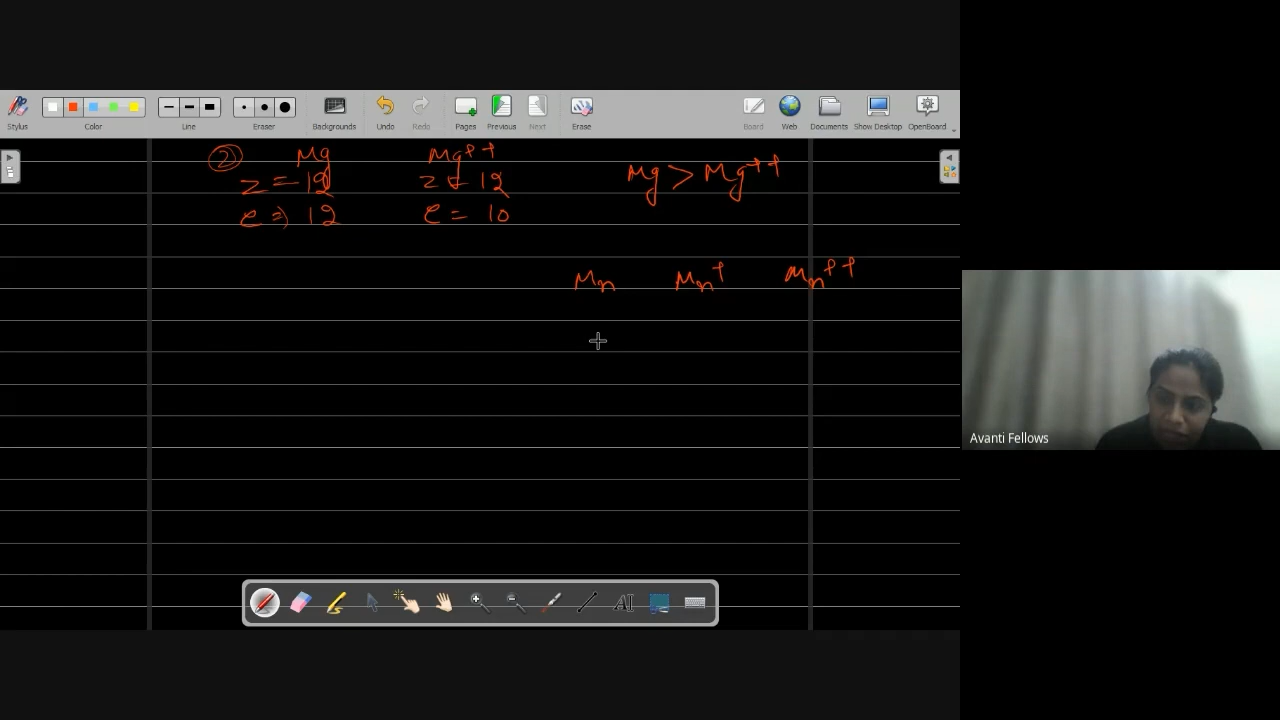 Stylus Color Line Eraser Backgrounds Undo Redo Pages Previous Next Erase Board Web Documents Show Desktop OpenBoard
② Mg Mg++
z = 12 z = 12 Mg > Mg++
e => 12 e = 10
Mn Mn+ Mn++
Avanti Fellows
AI